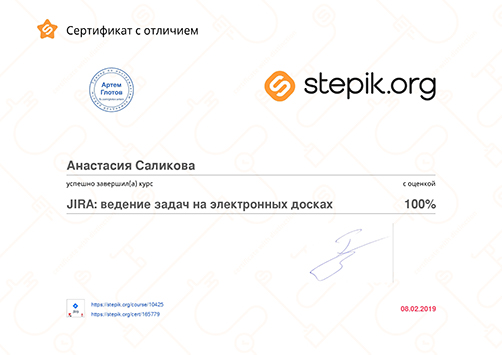 Сертификат с отличием
Артем
Глотов
stepik.org
Анастасия Саликова
успешно завершил(а) курс
с оценкой
JIRA: ведение задач на электронных досках
100%
https://stepik.org/course/10425
https://stepik.org/cert/165779
08.02.2019